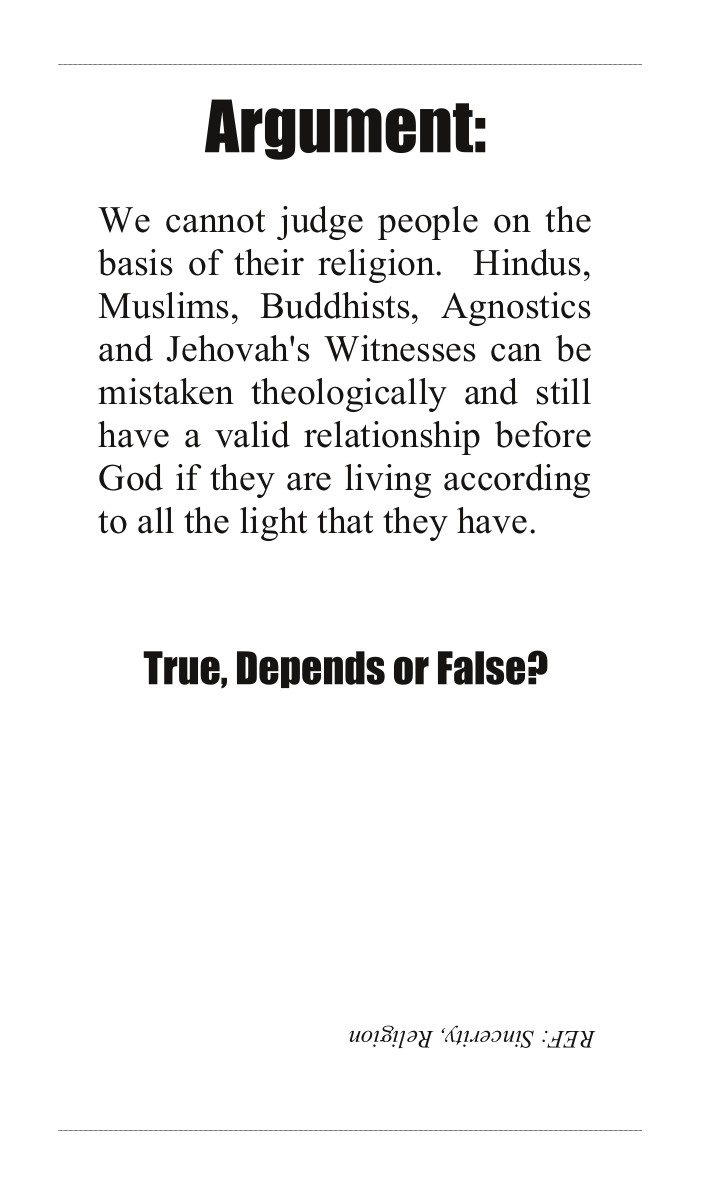 Argument:
We cannot judge people on the
basis of their religion.  Hindus,
Muslims, Buddhists, Agnostics
and Jehovah's Witnesses can be
mistaken theologically and still
have a valid relationship before
God if they are living according
to all the light that they have.
True, Depends or False?
REF: Sincerity, Religion